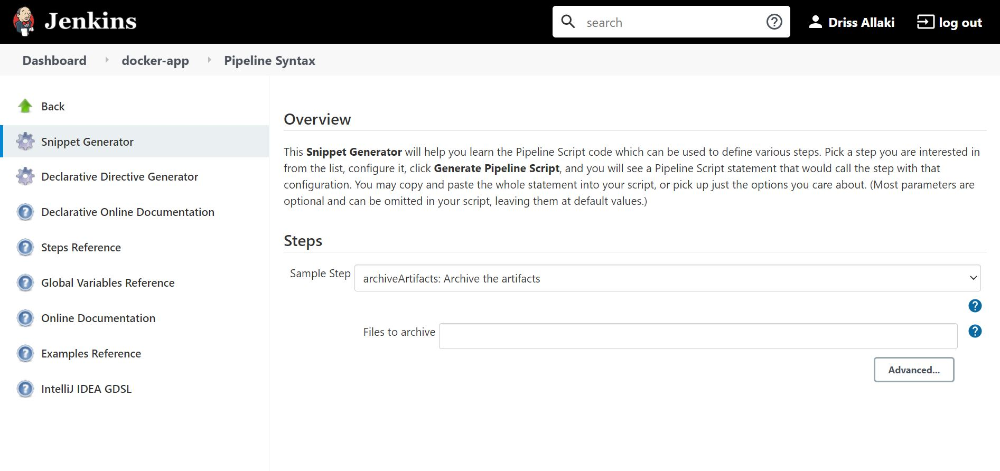 Jenkins
search
Driss Allaki
log out
Dashboard
docker-app
Pipeline Syntax
Back
Snippet Generator
Declarative Directive Generator
Declarative Online Documentation
Steps Reference
Global Variables Reference
Online Documentation
Examples Reference
IntelliJ IDEA GDSL
Overview
This Snippet Generator will help you learn the Pipeline Script code which can be used to define various steps. Pick a step you are interested in
from the list, configure it, click Generate Pipeline Script, and you will see a Pipeline Script statement that would call the step with that
configuration. You may copy and paste the whole statement into your script, or pick up just the options you care about. (Most parameters are
optional and can be omitted in your script, leaving them at default values.)
Steps
Sample Step
archiveArtifacts: Archive the artifacts
Files to archive
Advanced...